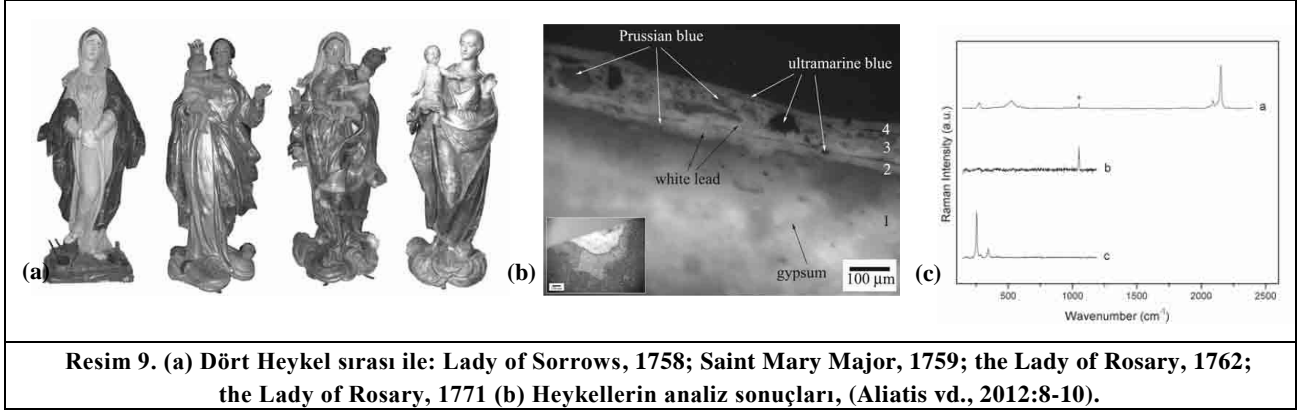 (a)
Prussian blue
ultramarine blue
4
3
2
white lead
1
gypsum
100 µm
(b)
Raman Intensity (a.u.)
*
a
b
c
500 1000 1500 2000 2500
Wavenumber (cm⁻¹)
(c)
Resim 9. (a) Dört Heykel sırası ile: Lady of Sorrows, 1758; Saint Mary Major, 1759; the Lady of Rosary, 1762;
the Lady of Rosary, 1771 (b) Heykellerin analiz sonuçları, (Aliatis vd., 2012:8-10).